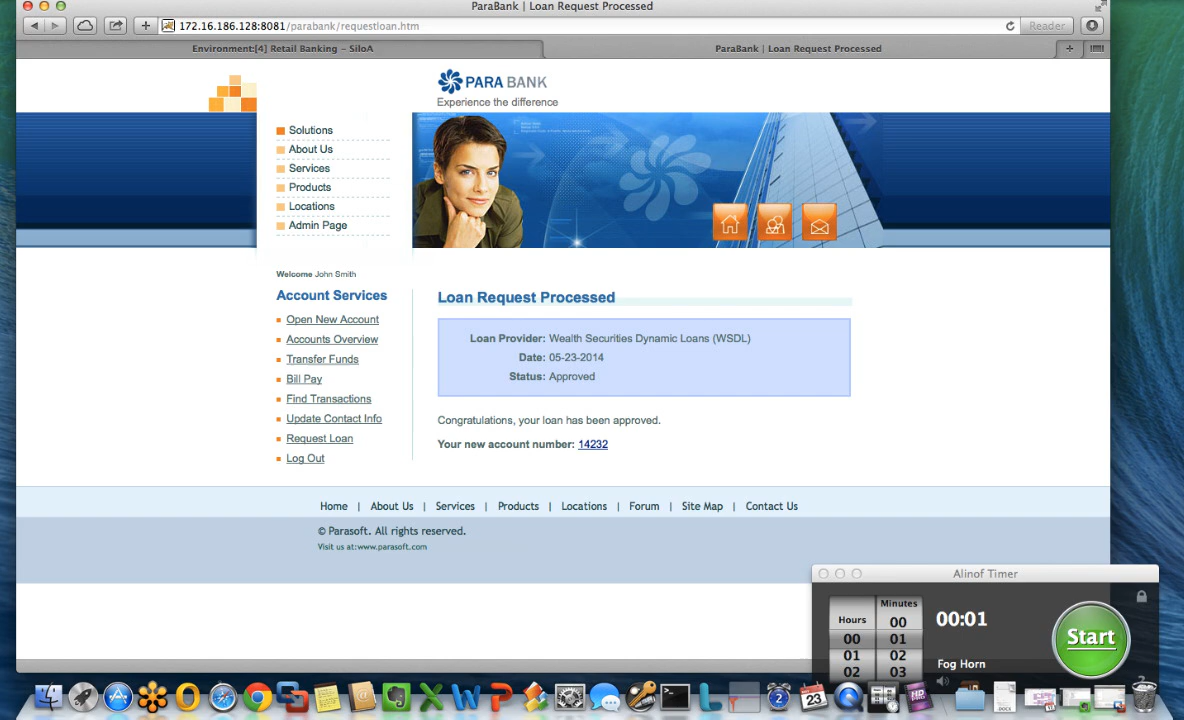 ParaBank | Loan Request Processed
172.16.186.128:8081/parabank/requestloan.htm
Reader
Environment:[4] Retail Banking – SiloA
ParaBank | Loan Request Processed
PARA BANK
Experience the difference
Solutions
About Us
Services
Products
Locations
Admin Page
Welcome John Smith
Account Services
Open New Account
Accounts Overview
Transfer Funds
Bill Pay
Find Transactions
Update Contact Info
Request Loan
Log Out
Loan Request Processed
Loan Provider: Wealth Securities Dynamic Loans (WSDL)
Date: 05-23-2014
Status: Approved
Congratulations, your loan has been approved.
Your new account number: 14232
Home | About Us | Services | Products | Locations | Forum | Site Map | Contact Us
© Parasoft. All rights reserved.
Visit us at:www.parasoft.com
Alinof Timer
Hours
00
01
02
Minutes
00
01
02
03
00:01
Fog Horn
Start
2
23
HD
DOCX